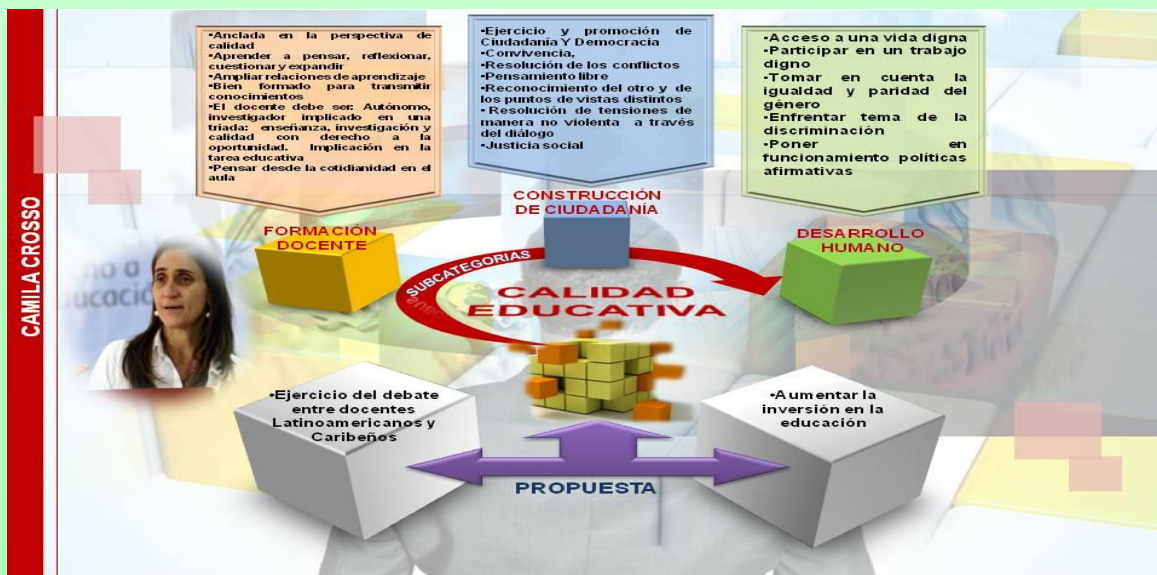 CAMILA CROSSO
•Anclada en la perspectiva de
calidad
•Aprender a pensar, reflexionar,
cuestionar y expandir
•Ampliar relaciones de aprendizaje
•Bien formado para transmitir
conocimientos
•El docente debe ser: Autónomo,
investigador implicado en una
triada: enseñanza, investigación y
calidad con derecho a la
oportunidad. Implicación en la
tarea educativa
•Pensar desde la cotidianidad en el
aula
FORMACIÓN
DOCENTE
•Ejercicio y promoción de
Ciudadanía Y Democracia
•Convivencia,
•Resolución de los conflictos
•Pensamiento libre
•Reconocimiento del otro y de
los puntos de vistas distintos
• Resolución de tensiones de
manera no violenta a través
del diálogo
•Justicia social
CONSTRUCCIÓN
DE CIUDADANÍA
•Acceso a una vida digna
•Participar en un trabajo
digno
•Tomar en cuenta la
igualdad y paridad del
género
•Enfrentar tema de la
discriminación
•Poner en
funcionamiento políticas
afirmativas
DESARROLLO
HUMANO
SUBCATEGORIAS
CALIDAD
EDUCATIVA
•Ejercicio del debate
entre docentes
Latinoamericanos y
Caribeños
•Aumentar la
inversión en la
educación
PROPUESTA